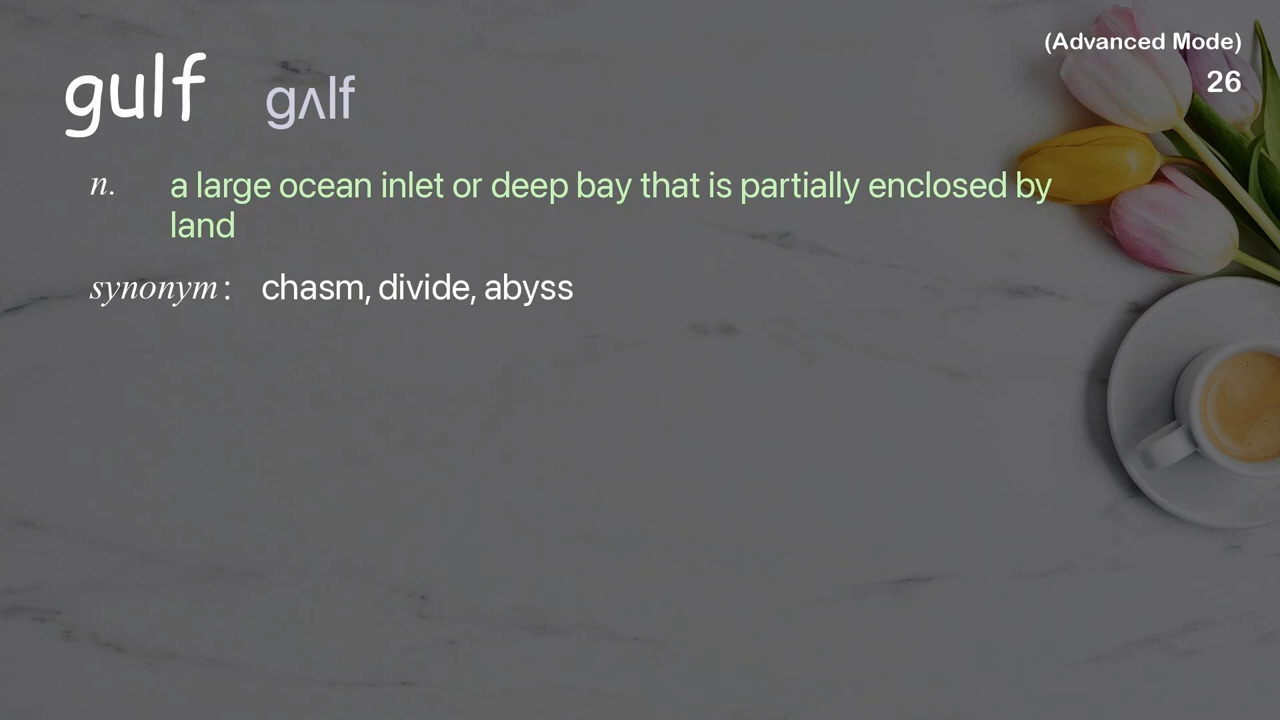 (Advanced Mode)
26
gulf gʌlf
n. a large ocean inlet or deep bay that is partially enclosed by
land
synonym: chasm, divide, abyss